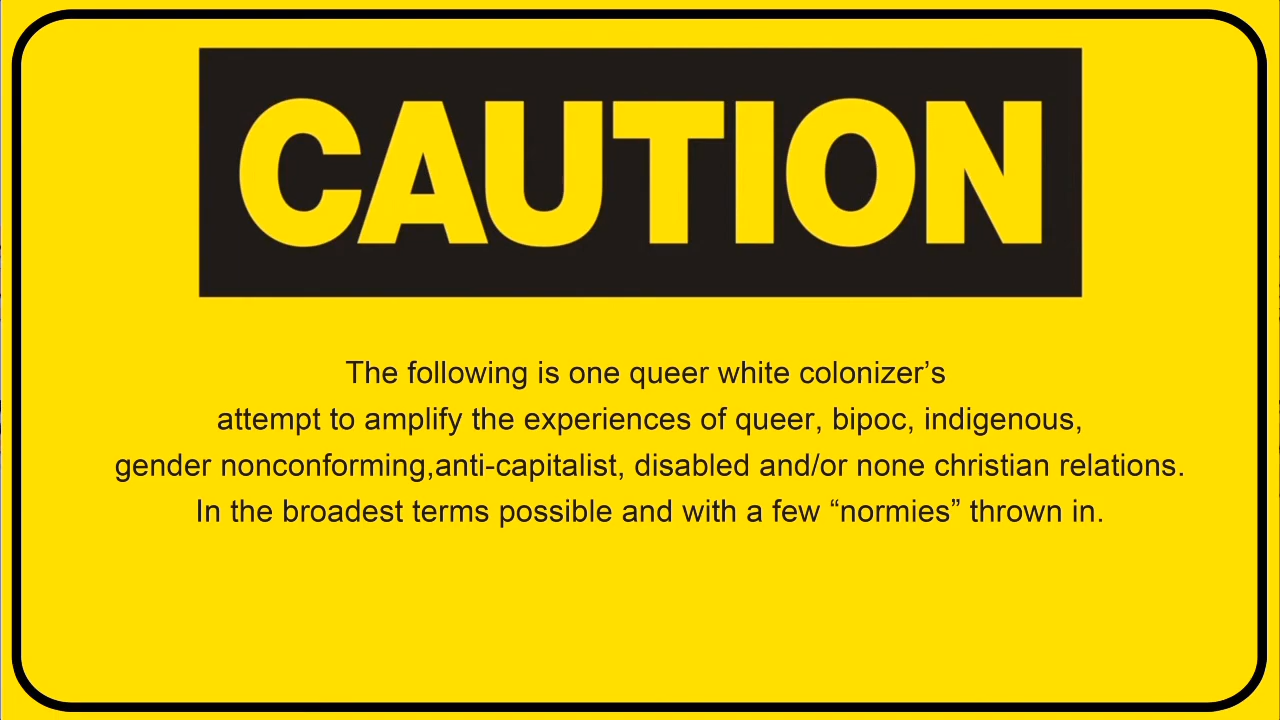 CAUTION
The following is one queer white colonizer’s
attempt to amplify the experiences of queer, bipoc, indigenous,
gender nonconforming,anti-capitalist, disabled and/or none christian relations.
In the broadest terms possible and with a few “normies” thrown in.